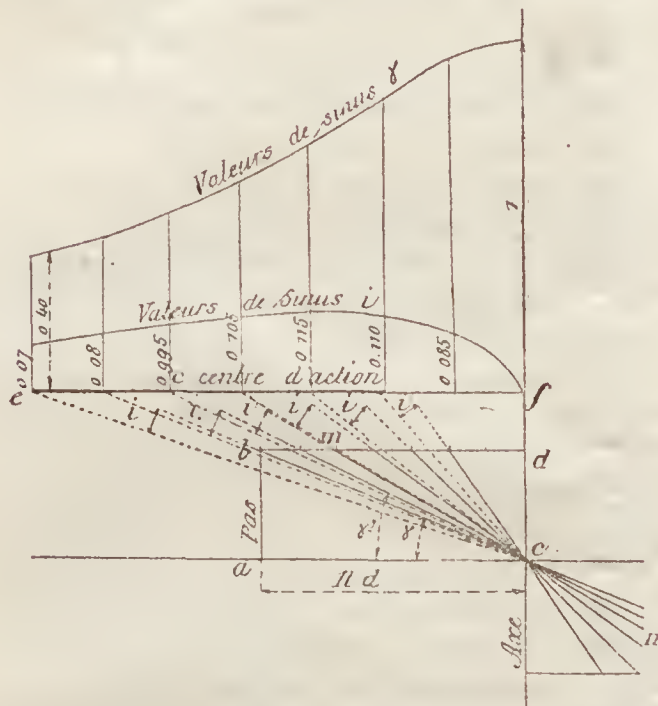 Valeurs de sinus γ
1
Valeurs de Sinus i
0.40
0.07
0.08
0.995
0.105
0.115
0.110
0.085
e
c centre d'action
f
i i. i i i i
m
b
d
Pas
γ' γ
a
c
Π d
Axe
n